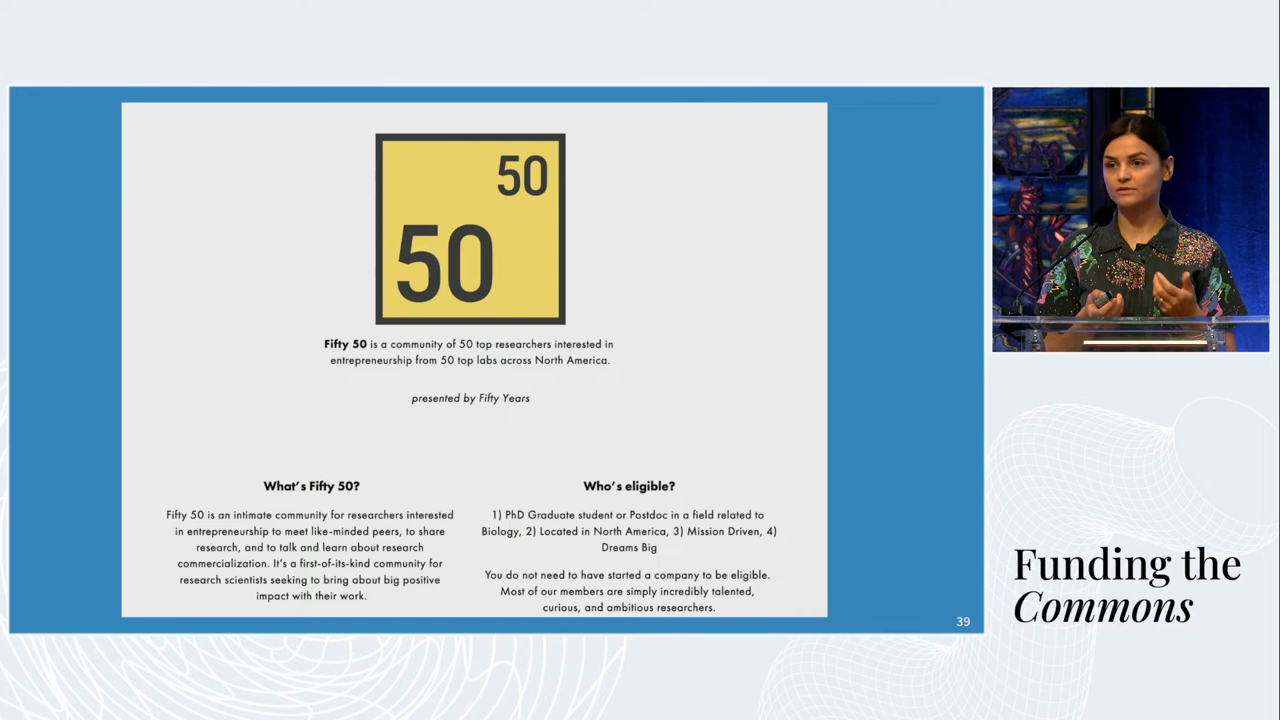 50
50
Fifty 50 is a community of 50 top researchers interested in
entrepreneurship from 50 top labs across North America.
presented by Fifty Years
What's Fifty 50?
Fifty 50 is an intimate community for researchers interested
in entrepreneurship to meet like-minded peers, to share
research, and to talk and learn about research
commercialization. It's a first-of-its-kind community for
research scientists seeking to bring about big positive
impact with their work.
Who's eligible?
1) PhD Graduate student or Postdoc in a field related to
Biology, 2) Located in North America, 3) Mission Driven, 4)
Dreams Big
You do not need to have started a company to be eligible.
Most of our members are simply incredibly talented,
curious, and ambitious researchers.
39
Funding the
Commons